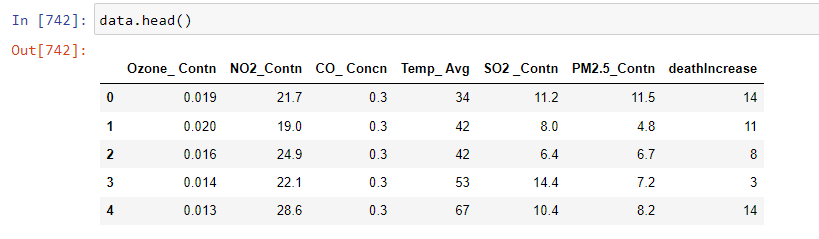 In [742]: data.head()
Out[742]:
Ozone_ Contn NO2_Contn CO_ Concn Temp_ Avg SO2 _Contn PM2.5_Contn deathIncrease
0 0.019 21.7 0.3 34 11.2 11.5 14
1 0.020 19.0 0.3 42 8.0 4.8 11
2 0.016 24.9 0.3 42 6.4 6.7 8
3 0.014 22.1 0.3 53 14.4 7.2 3
4 0.013 28.6 0.3 67 10.4 8.2 14